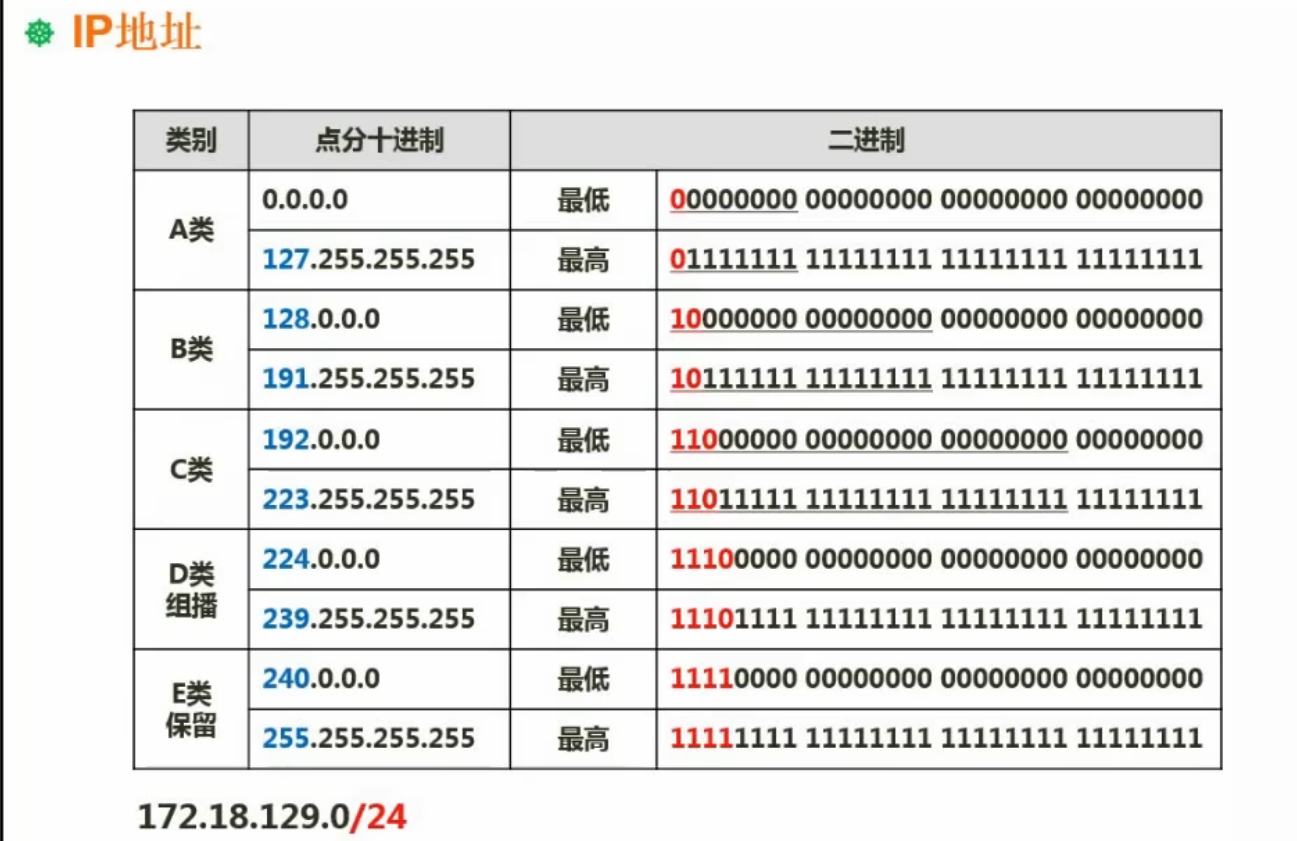 IP地址
类别 点分十进制 二进制
A类 0.0.0.0 最低 00000000 00000000 00000000 00000000
127.255.255.255 最高 01111111 11111111 11111111 11111111
B类 128.0.0.0 最低 10000000 00000000 00000000 00000000
191.255.255.255 最高 10111111 11111111 11111111 11111111
C类 192.0.0.0 最低 11000000 00000000 00000000 00000000
223.255.255.255 最高 11011111 11111111 11111111 11111111
D类 组播 224.0.0.0 最低 11100000 00000000 00000000 00000000
239.255.255.255 最高 11101111 11111111 11111111 11111111
E类 保留 240.0.0.0 最低 11110000 00000000 00000000 00000000
255.255.255.255 最高 11111111 11111111 11111111 11111111
172.18.129.0/24